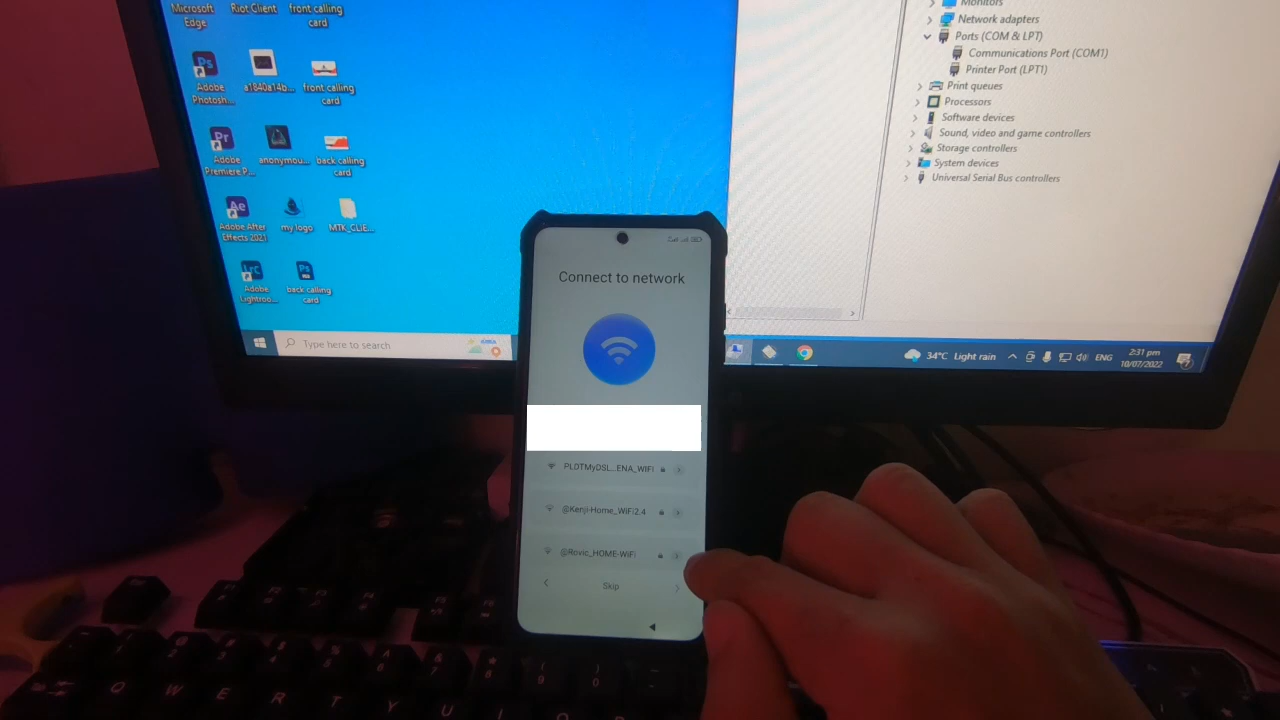 Microsoft
Edge
Riot Client
front calling
card
Adobe
Photosh...
a1840a14b...
front calling
card
Adobe
Premiere P...
anonymou...
back calling
card
Adobe After
Effects 2021
my logo
MTK_CLIE...
Adobe
Lightroo...
back calling
card
Type here to search
Monitors
Network adapters
Ports (COM & LPT)
Communications Port (COM1)
Printer Port (LPT1)
Print queues
Processors
Software devices
Sound, video and game controllers
Storage controllers
System devices
Universal Serial Bus controllers
34°C Light rain
ENG
2:31 pm
10/07/2022
Connect to network
PLDTMyDSL...ENA_WIFI
@Kenji-Home_WiFi2.4
@Rovic_HOME-WiFi
Skip
Q W E R T Y U I O